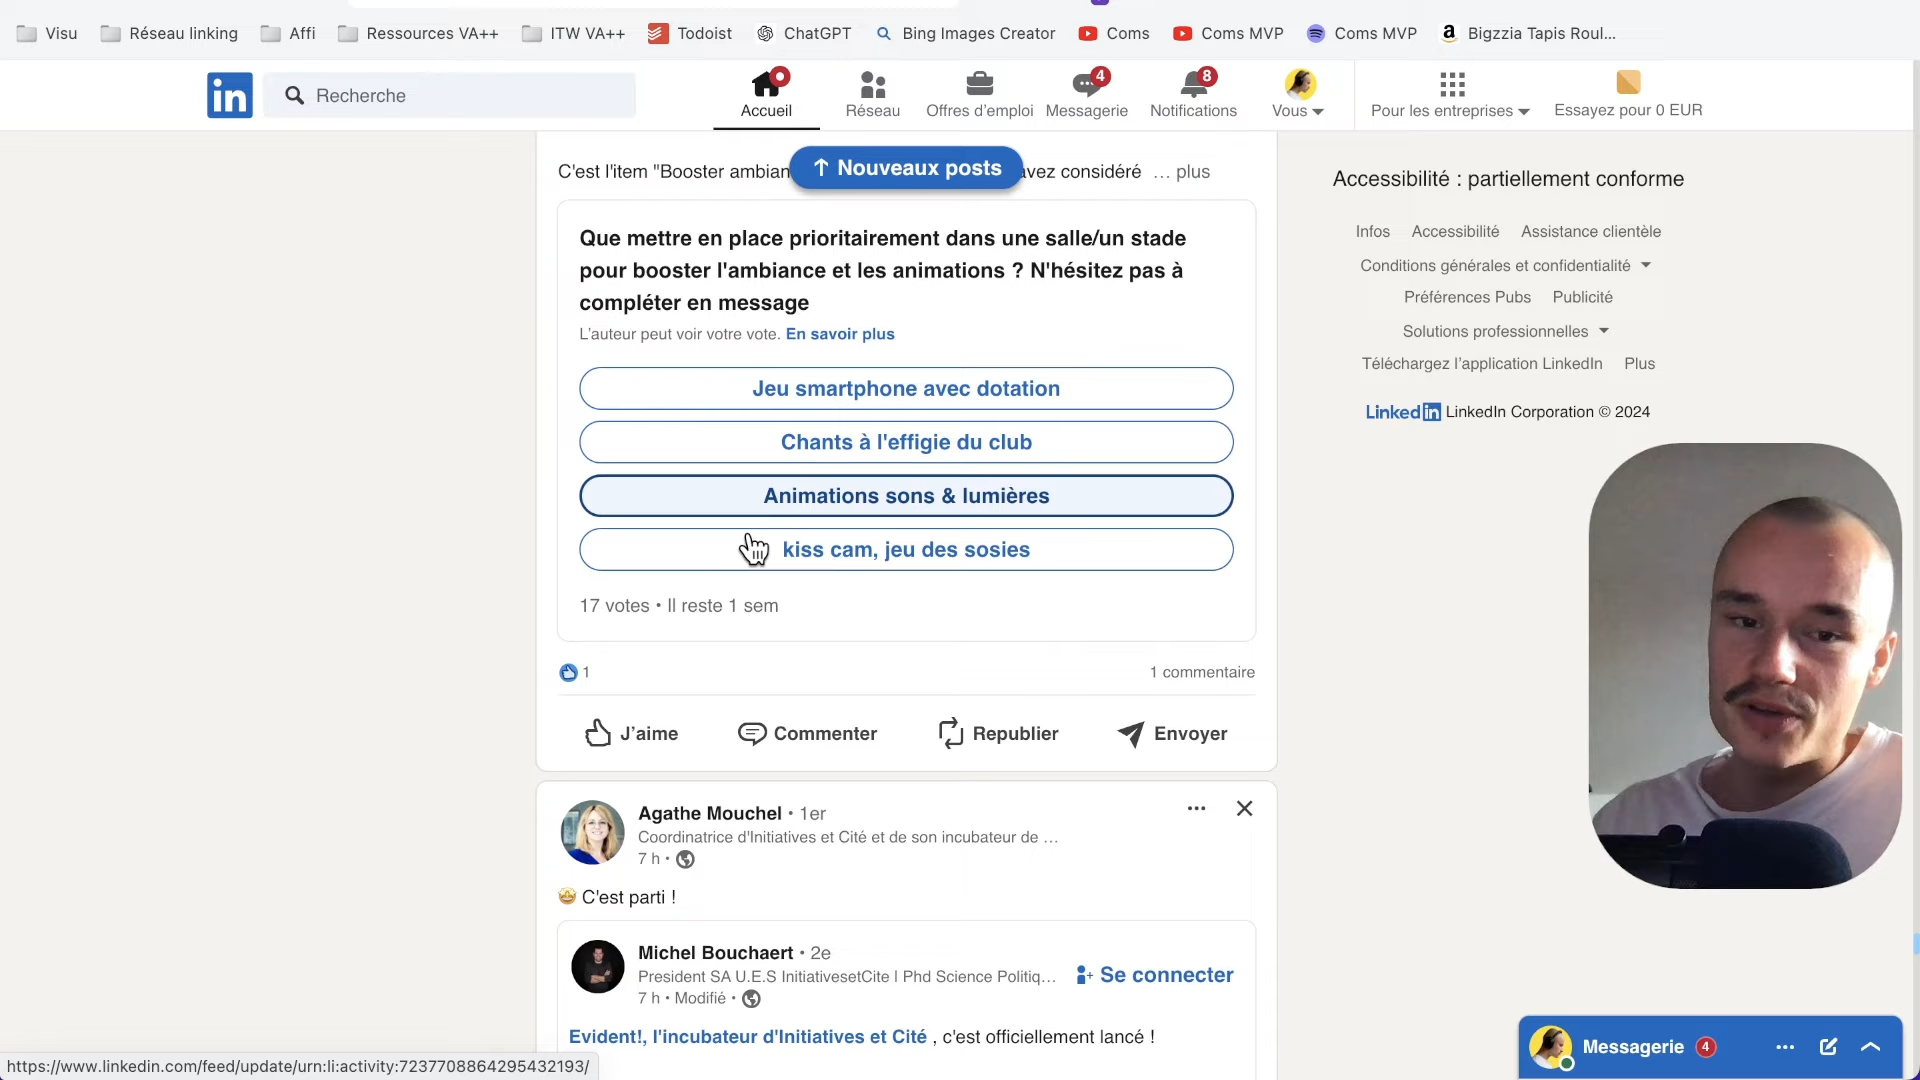 Visu
Réseau linking
Affi
Ressources VA++
ITW VA++
Todoist
ChatGPT
Bing Images Creator
Coms
Coms MVP
Coms MVP
Bigzzia Tapis Roul...
in
Recherche
Accueil
Réseau
Offres d'emploi
4
Messagerie
8
Notifications
Vous
Pour les entreprises
Essayez pour 0 EUR
C'est l'item "Booster ambian
↑ Nouveaux posts
avez considéré
… plus
Que mettre en place prioritairement dans une salle/un stade
pour booster l'ambiance et les animations ? N'hésitez pas à
compléter en message
L'auteur peut voir votre vote. En savoir plus
Jeu smartphone avec dotation
Chants à l'effigie du club
Animations sons & lumières
kiss cam, jeu des sosies
17 votes • Il reste 1 sem
1
1 commentaire
J'aime
Commenter
Republier
Envoyer
Agathe Mouchel • 1er
Coordinatrice d'Initiatives et Cité et de son incubateur de …
7 h •
C'est parti !
Michel Bouchaert • 2e
President SA U.E.S InitiativesetCite I Phd Science Politiq…
7 h • Modifié •
Se connecter
Evident!, l'incubateur d'Initiatives et Cité , c'est officiellement lancé !
Accessibilité : partiellement conforme
Infos
Accessibilité
Assistance clientèle
Conditions générales et confidentialité
Préférences Pubs
Publicité
Solutions professionnelles
Téléchargez l'application LinkedIn
Plus
Linkedin LinkedIn Corporation © 2024
Messagerie 4
https://www.linkedin.com/feed/update/urn:li:activity:7237708864295432193/